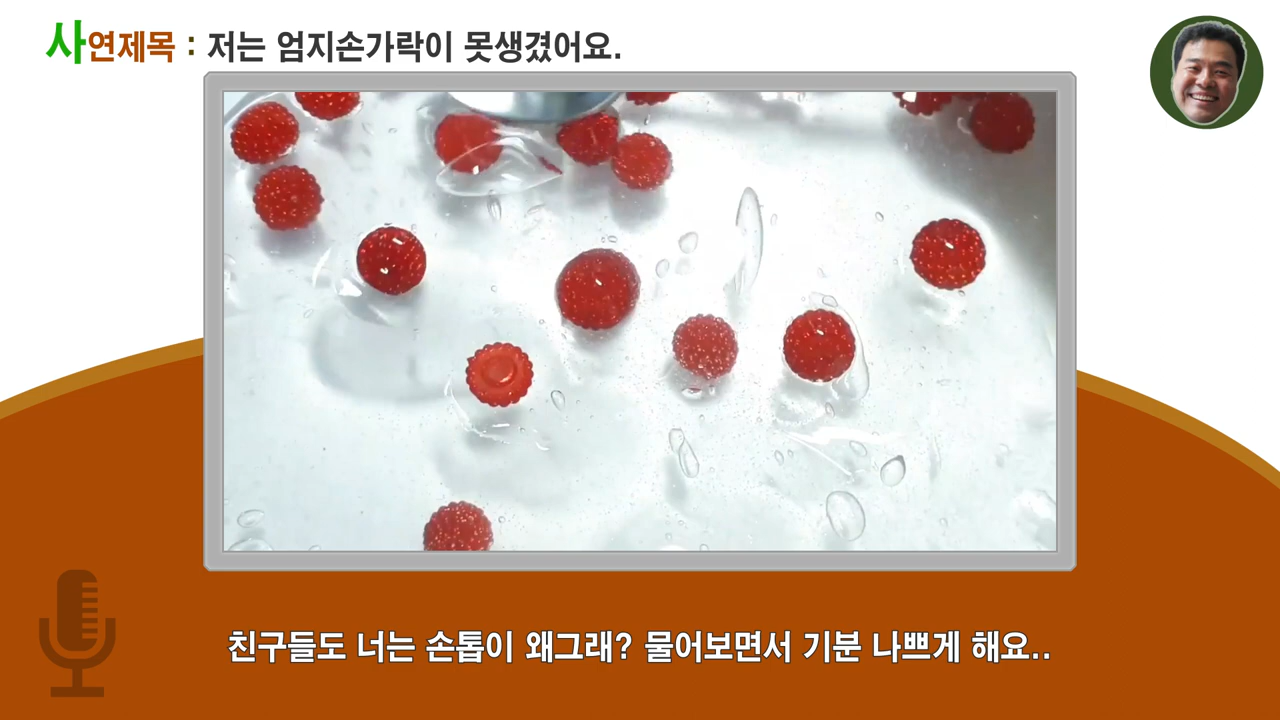 사연제목 : 저는 엄지손가락이 못생겼어요.
친구들도 너는 손톱이 왜그래? 물어보면서 기분 나쁘게 해요..